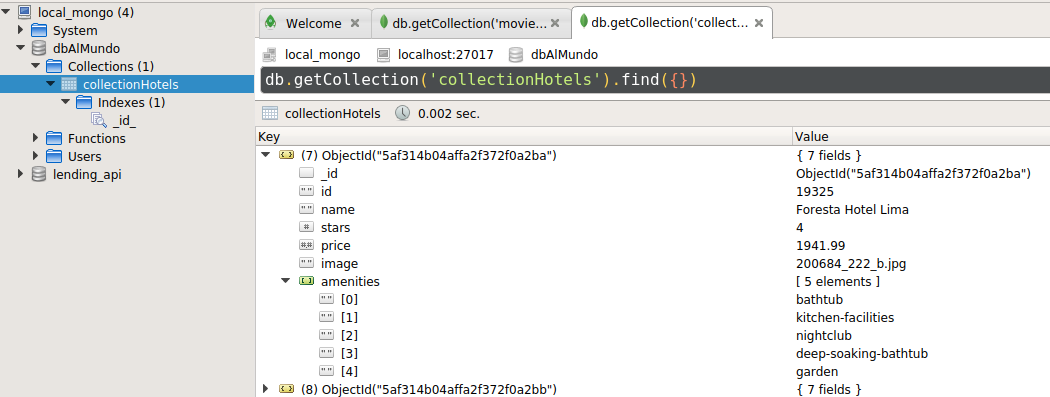 local_mongo (4)
System
dbAlMundo
Collections (1)
collectionHotels
Indexes (1)
_id_
Functions
Users
lending_api
Welcome
db.getCollection('movie...
db.getCollection('collect...
local_mongo localhost:27017 dbAlMundo
db.getCollection('collectionHotels').find({})
collectionHotels 0.002 sec.
Key Value
(7) ObjectId("5af314b04affa2f372f0a2ba") { 7 fields }
_id ObjectId("5af314b04affa2f372f0a2ba")
"" id 19325
"" name Foresta Hotel Lima
# stars 4
#.# price 1941.99
"" image 200684_222_b.jpg
amenities [ 5 elements ]
"" [0] bathtub
"" [1] kitchen-facilities
"" [2] nightclub
"" [3] deep-soaking-bathtub
"" [4] garden
(8) ObjectId("5af314b04affa2f372f0a2bb") { 7 fields }